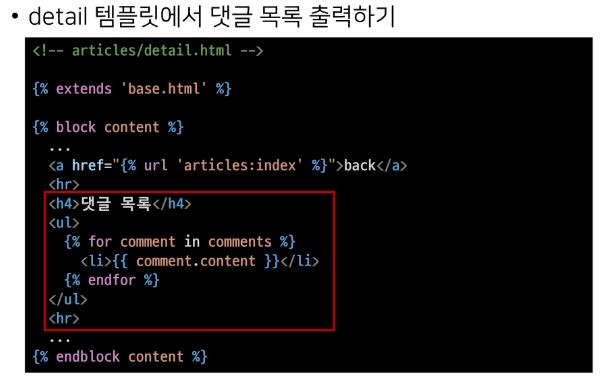 • detail 템플릿에서 댓글 목록 출력하기
<!-- articles/detail.html -->
{% extends 'base.html' %}
{% block content %}
...
<a href="{% url 'articles:index' %}">back</a>
<hr>
<h4>댓글 목록</h4>
<ul>
{% for comment in comments %}
<li>{{ comment.content }}</li>
{% endfor %}
</ul>
<hr>
...
{% endblock content %}